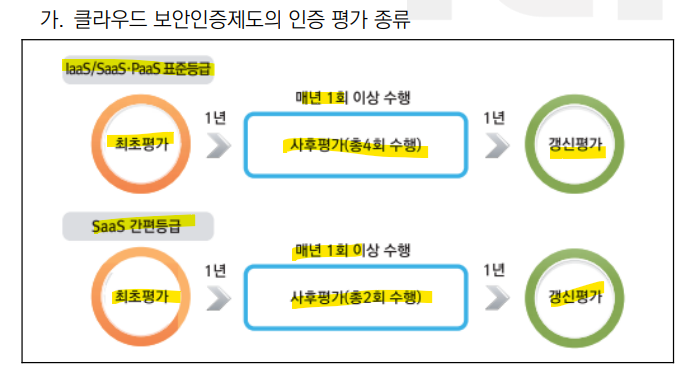 가. 클라우드 보안인증제도의 인증 평가 종류
IaaS/SaaS·PaaS 표준등급
매년 1회 이상 수행
최초평가
1년
사후평가(총4회 수행)
1년
갱신평가
SaaS 간편등급
매년 1회 이상 수행
최초평가
1년
사후평가(총2회 수행)
1년
갱신평가